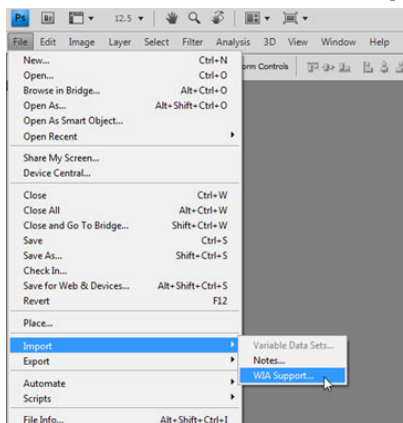 Ps Br 12.5
File Edit Image Layer Select Filter Analysis 3D View Window Help
New... Ctrl+N
Open... Ctrl+O
orm Controls
Browse in Bridge... Alt+Ctrl+O
Open As... Alt+Shift+Ctrl+O
Open As Smart Object...
Open Recent
Share My Screen...
Device Central...
Close Ctrl+W
Close All Alt+Ctrl+W
Close and Go To Bridge... Shift+Ctrl+W
Save Ctrl+S
Save As... Shift+Ctrl+S
Check In...
Save for Web & Devices... Alt+Shift+Ctrl+S
Revert F12
Place...
Import
Variable Data Sets...
Export
Notes...
WIA Support...
Automate
Scripts
File Info... Alt+Shift+Ctrl+I